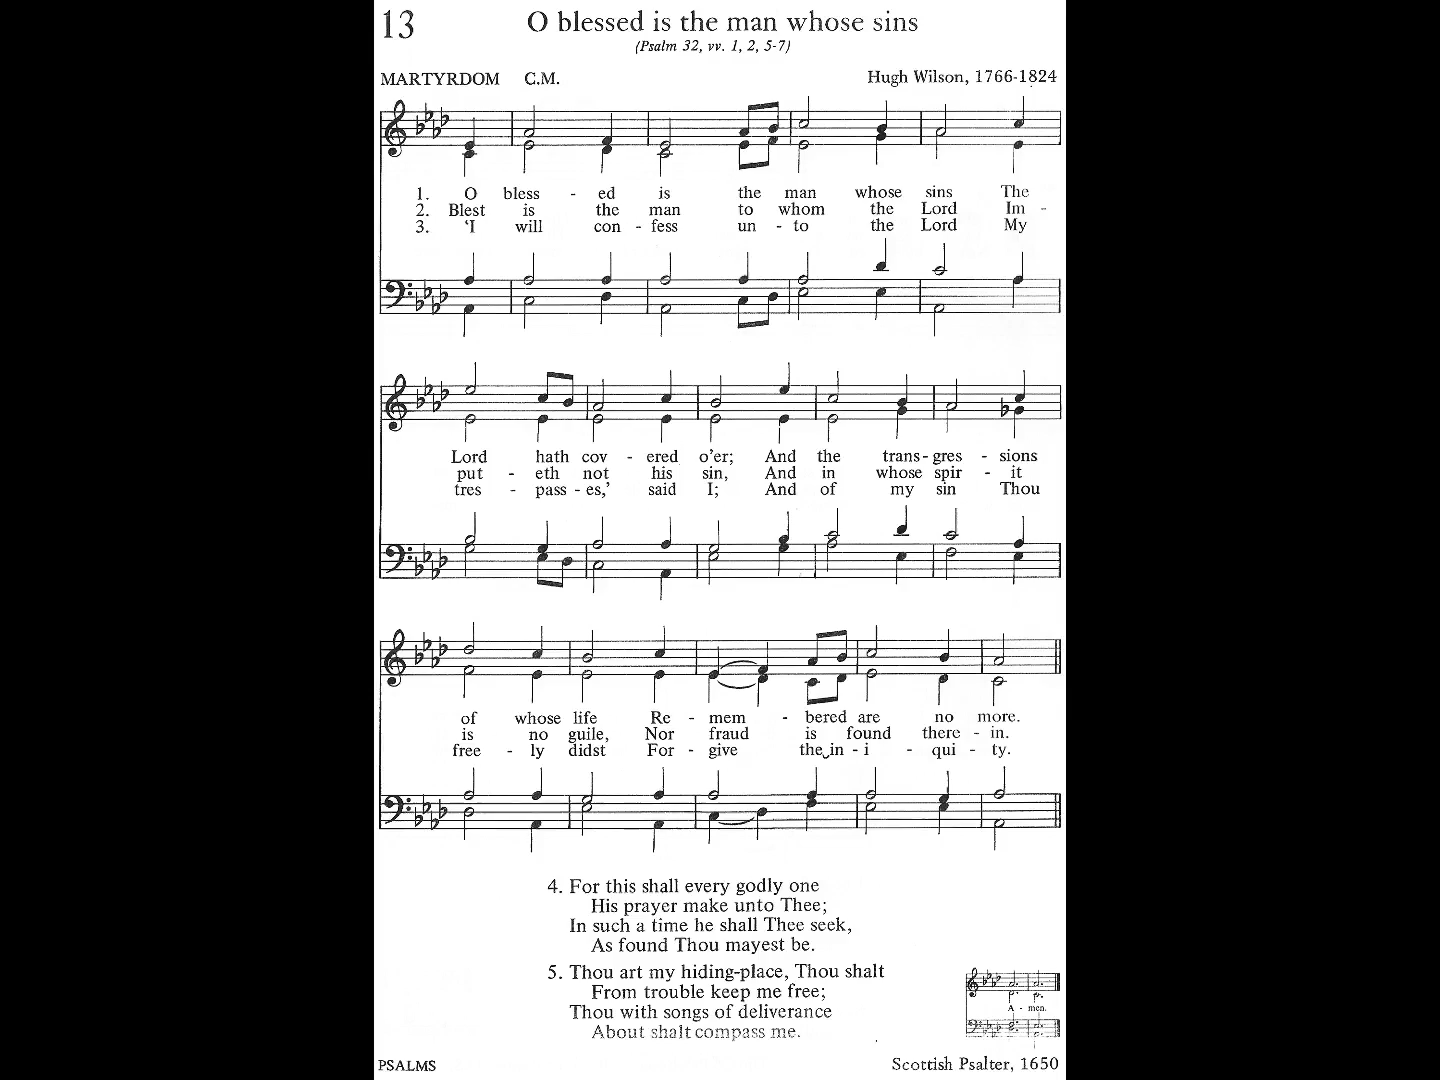 13
O blessed is the man whose sins
(Psalm 32, vv. 1, 2, 5-7)
MARTYRDOM C.M.
Hugh Wilson, 1766-1824
1. O bless - ed is the man whose sins The
2. Blest is the man to whom the Lord Im -
3. ‘I will con - fess un - to the Lord My
Lord hath cov - ered o’er; And the trans - gres - sions
put - eth not his sin, And in whose spir - it
tres - pass - es,’ said I; And of my sin Thou
of whose life Re - mem - bered are no more.
is no guile, Nor fraud is found there - in.
free - ly didst For - give the in - i - qui - ty.
4. For this shall every godly one
His prayer make unto Thee;
In such a time he shall Thee seek,
As found Thou mayest be.
5. Thou art my hiding-place, Thou shalt
From trouble keep me free;
Thou with songs of deliverance
About shalt compass me.
A - men.
PSALMS
Scottish Psalter, 1650